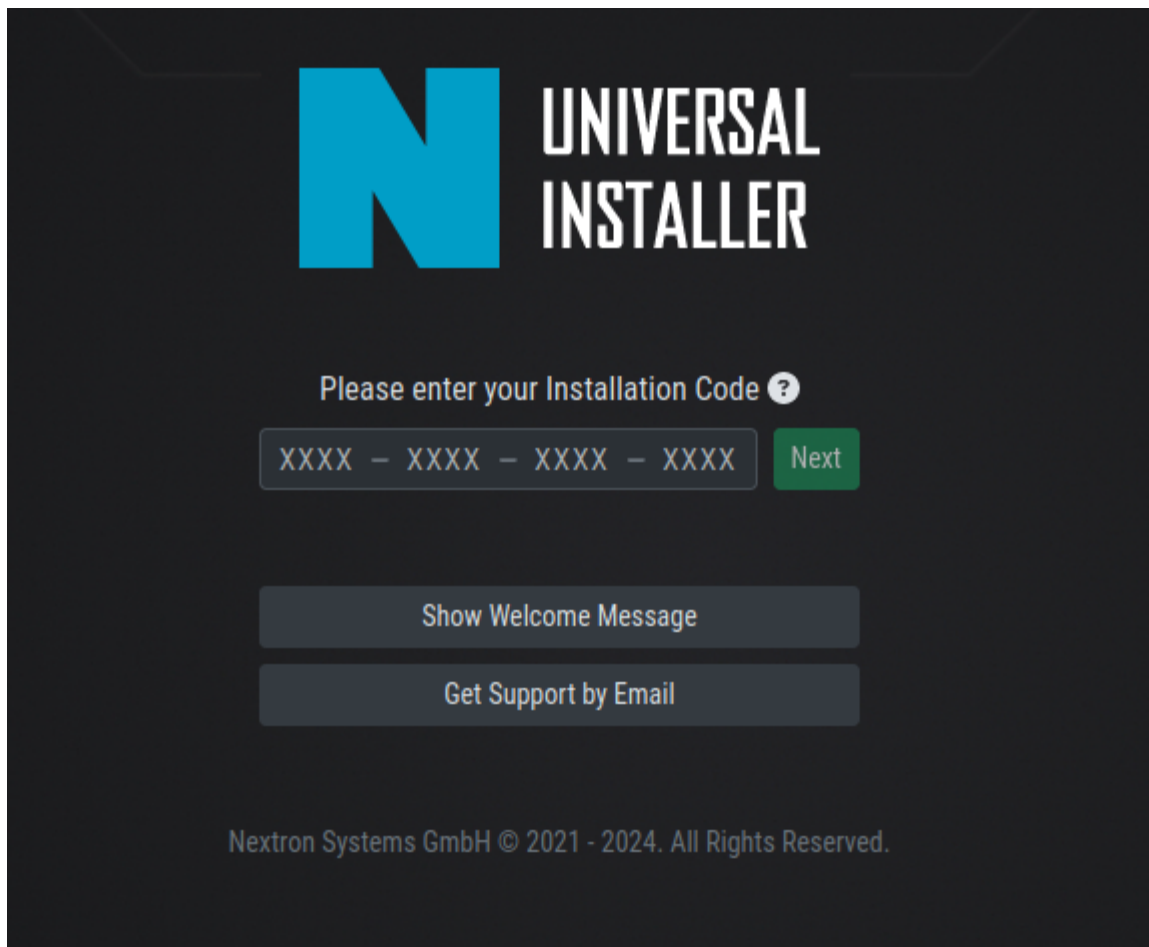 UNIVERSAL
INSTALLER
Please enter your Installation Code ?
XXXX – XXXX – XXXX – XXXX
Next
Show Welcome Message
Get Support by Email
Nextron Systems GmbH © 2021 - 2024. All Rights Reserved.